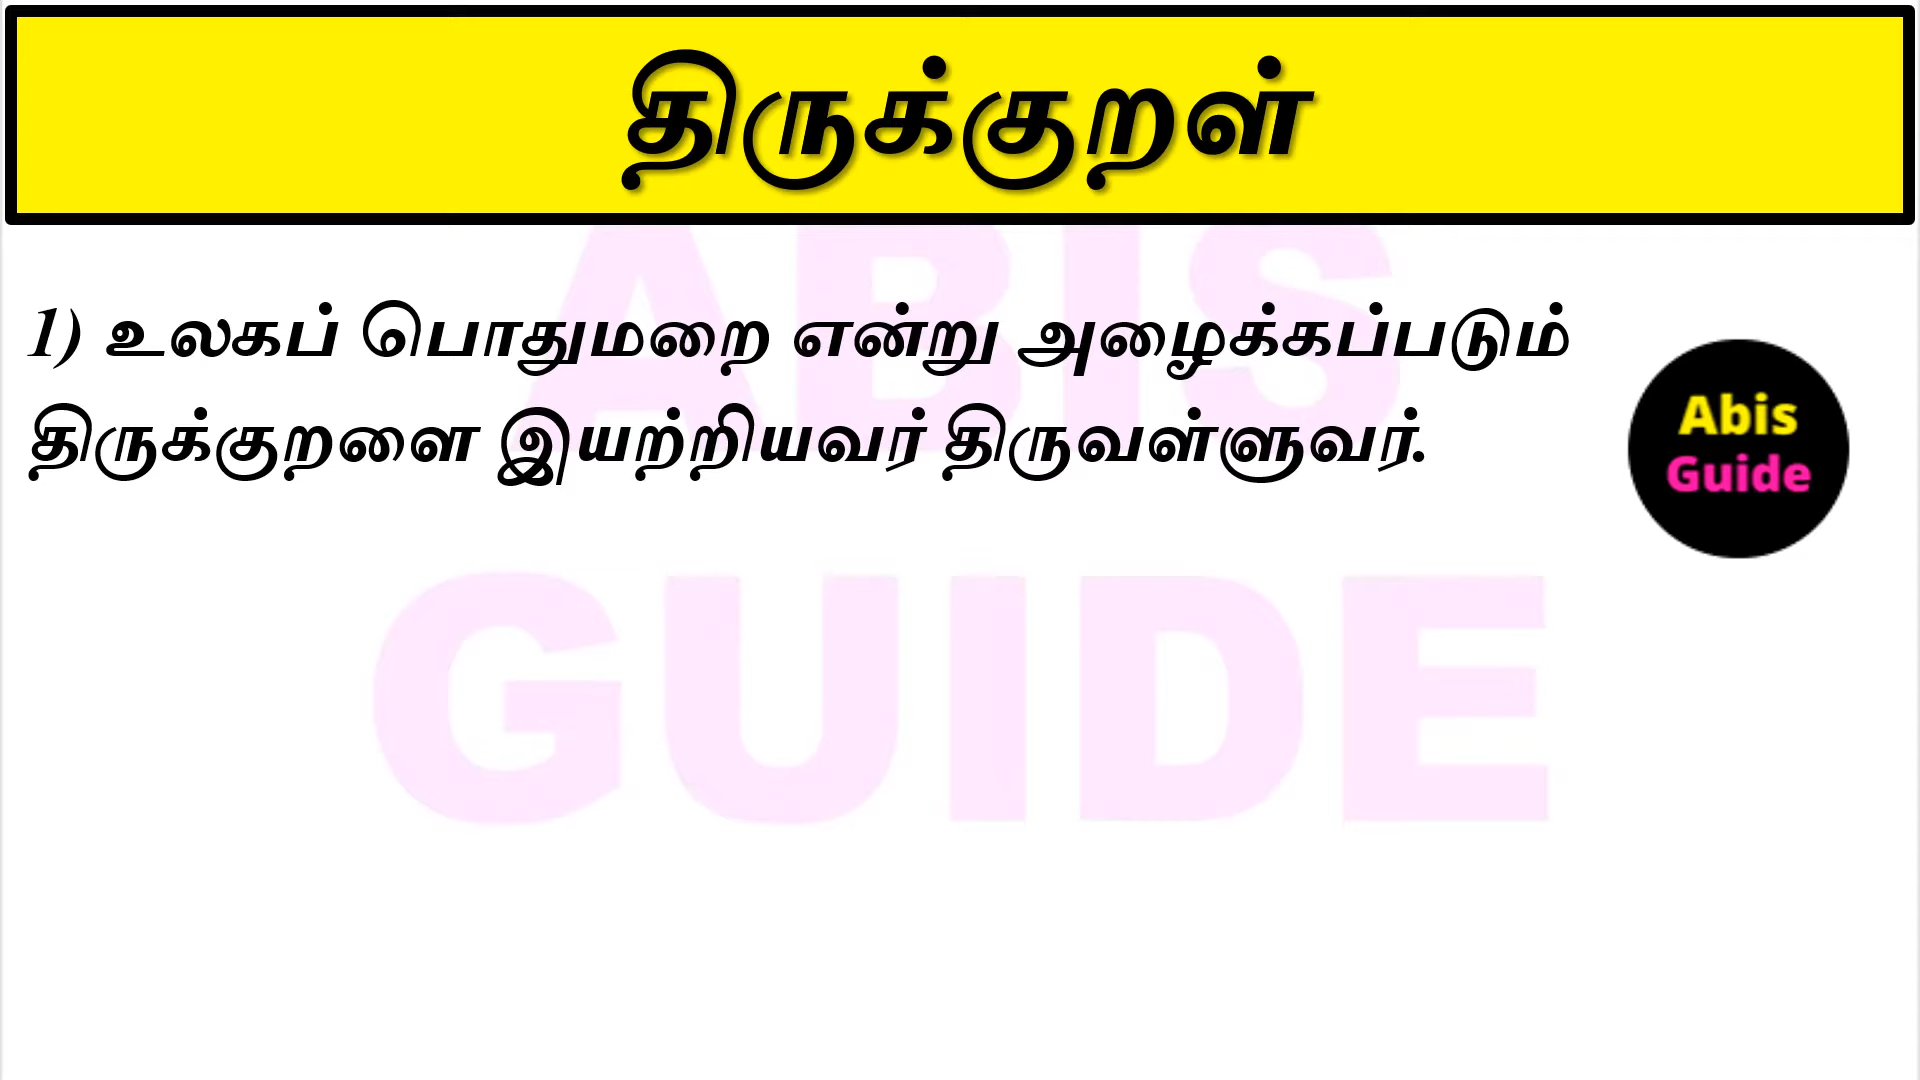 திருக்குறள்
ABIS
1) உலகப் பொதுமறை என்று அழைக்கப்படும்
திருக்குறளை இயற்றியவர் திருவள்ளுவர்.
Abis
Guide
GUIDE